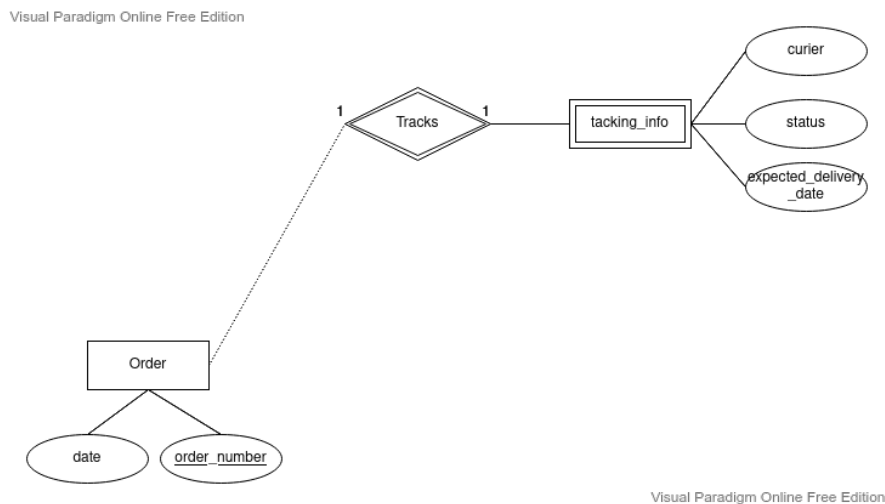 Visual Paradigm Online Free Edition
curier
1
1
Tracks
tacking_info
status
expected_delivery
_date
Order
date
order_number
Visual Paradigm Online Free Edition